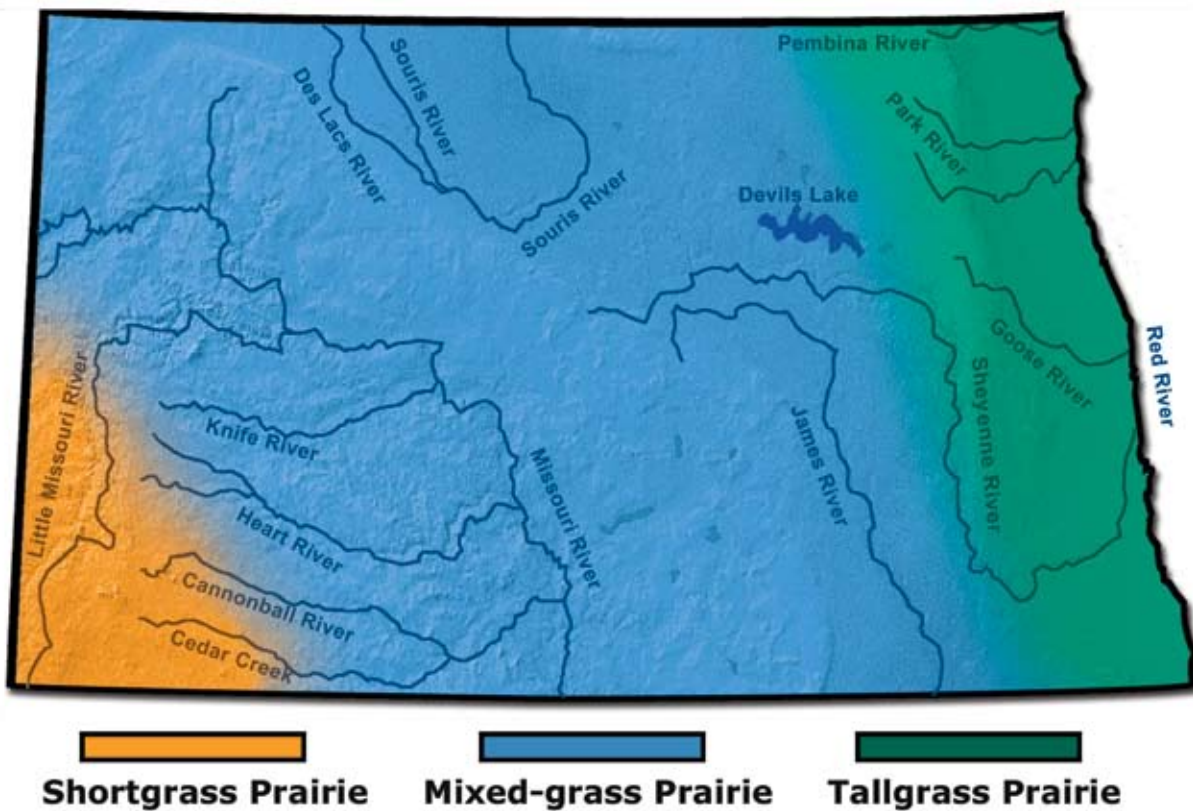 Pembina River
Souris River
Des Lacs River
Park River
Devils Lake
Souris River
Goose River
Red River
Little Missouri River
Sheyenne River
Knife River
James River
Missouri River
Heart River
Cannonball River
Cedar Creek
Shortgrass Prairie
Mixed-grass Prairie
Tallgrass Prairie